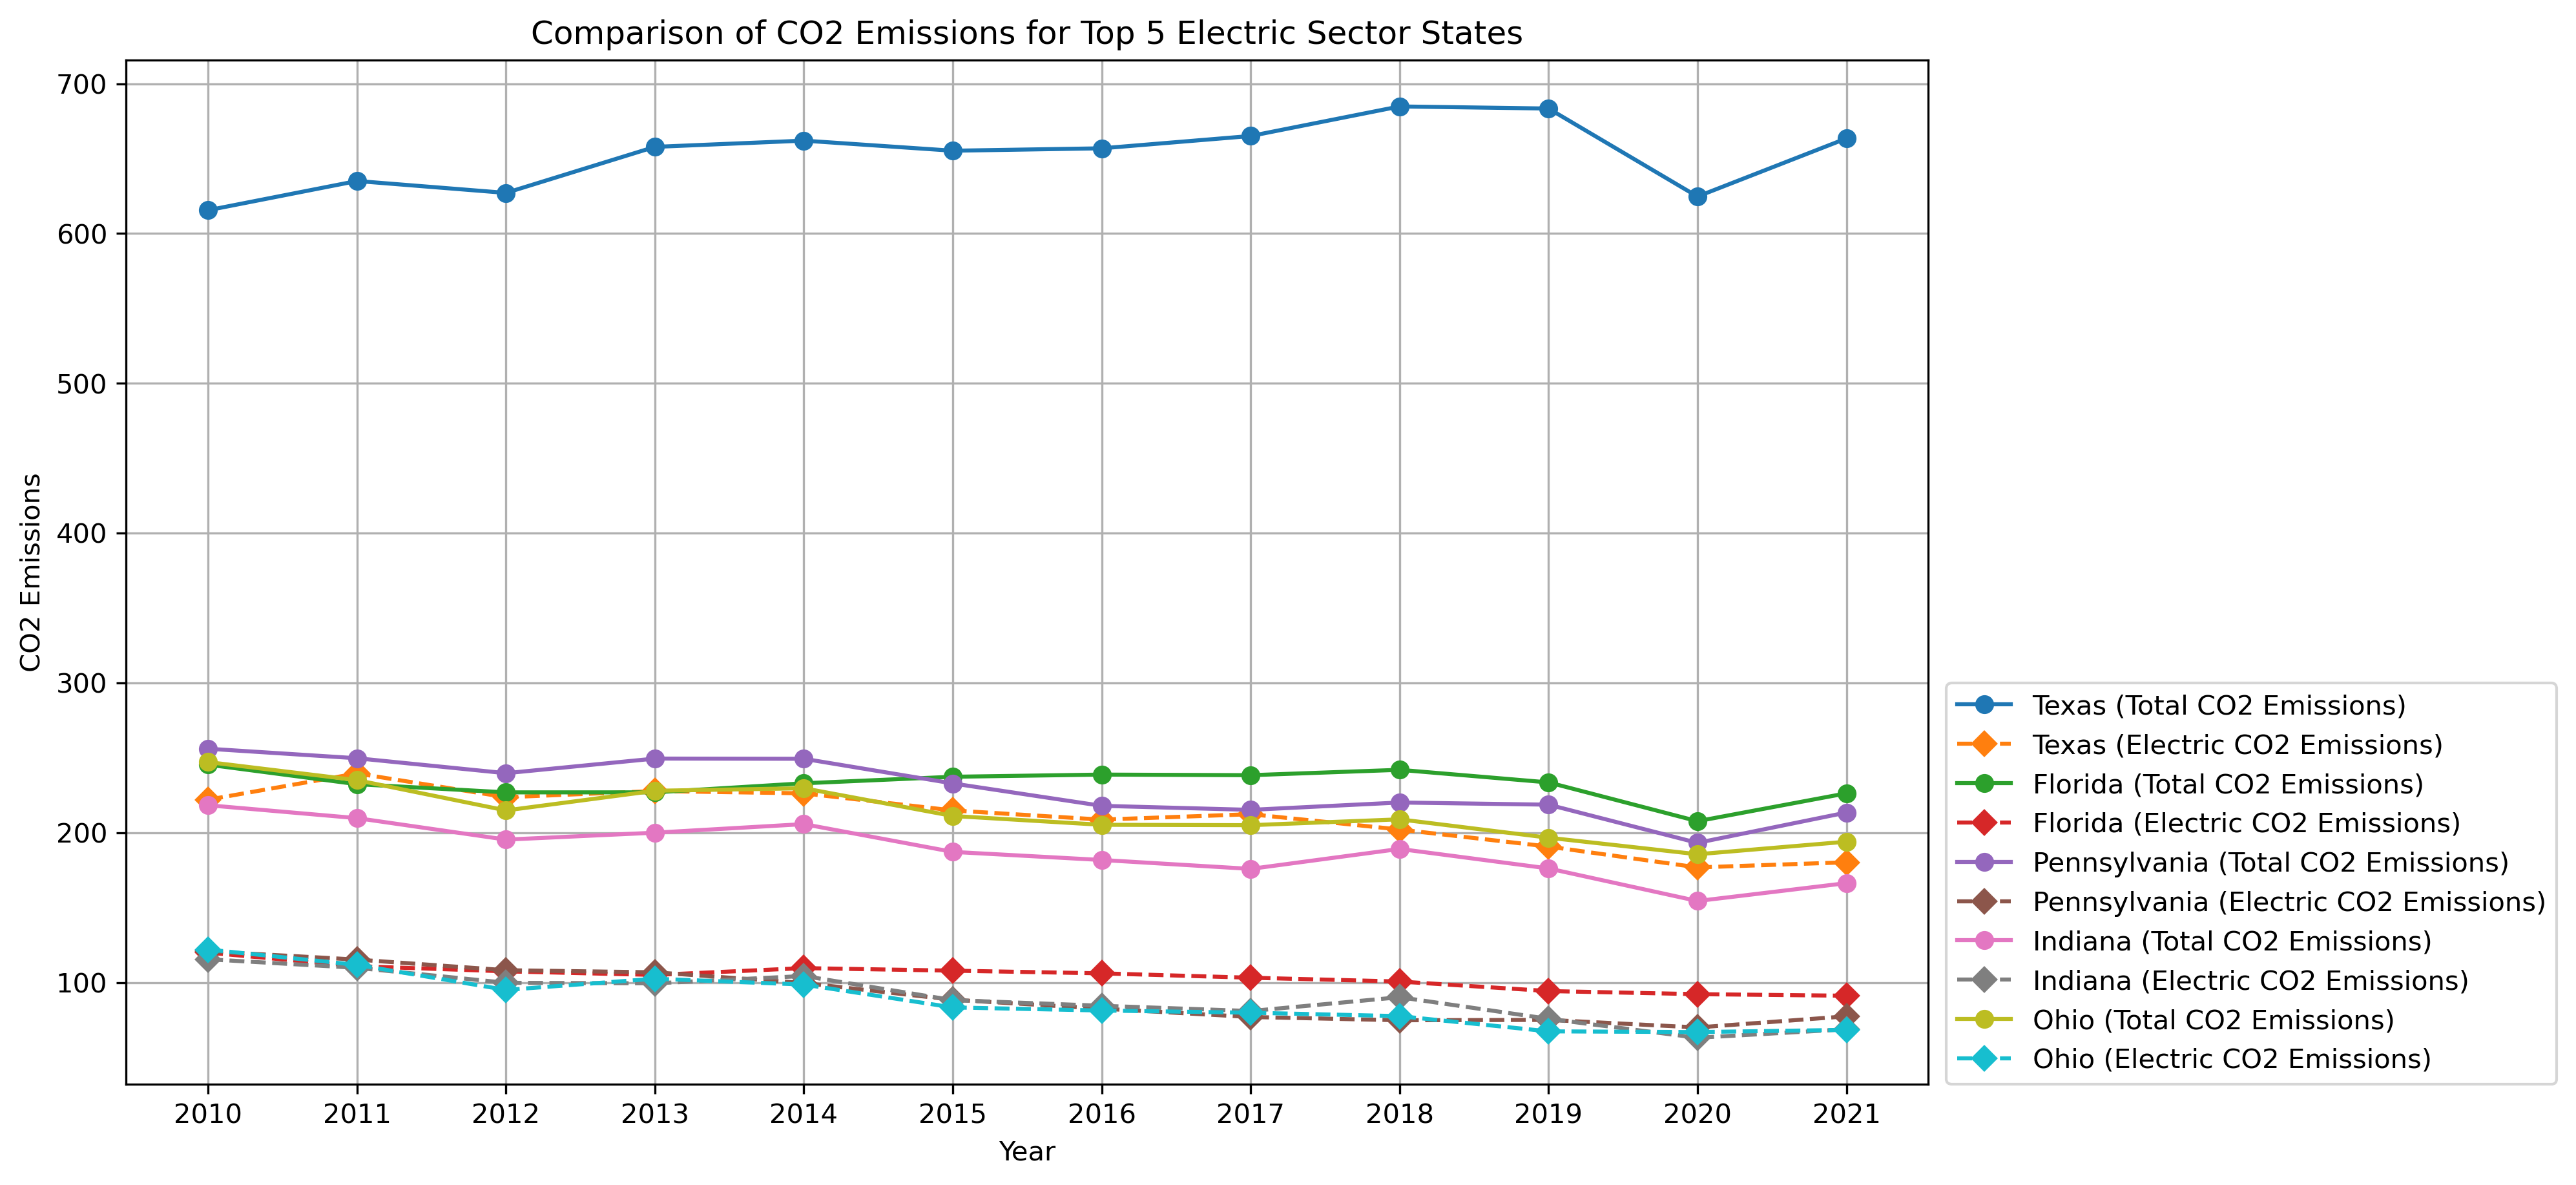 Comparison of CO2 Emissions for Top 5 Electric Sector States
700
600
500
400
300
200
100
CO2 Emissions
2010 2011 2012 2013 2014 2015 2016 2017 2018 2019 2020 2021
Year
Texas (Total CO2 Emissions)
Texas (Electric CO2 Emissions)
Florida (Total CO2 Emissions)
Florida (Electric CO2 Emissions)
Pennsylvania (Total CO2 Emissions)
Pennsylvania (Electric CO2 Emissions)
Indiana (Total CO2 Emissions)
Indiana (Electric CO2 Emissions)
Ohio (Total CO2 Emissions)
Ohio (Electric CO2 Emissions)